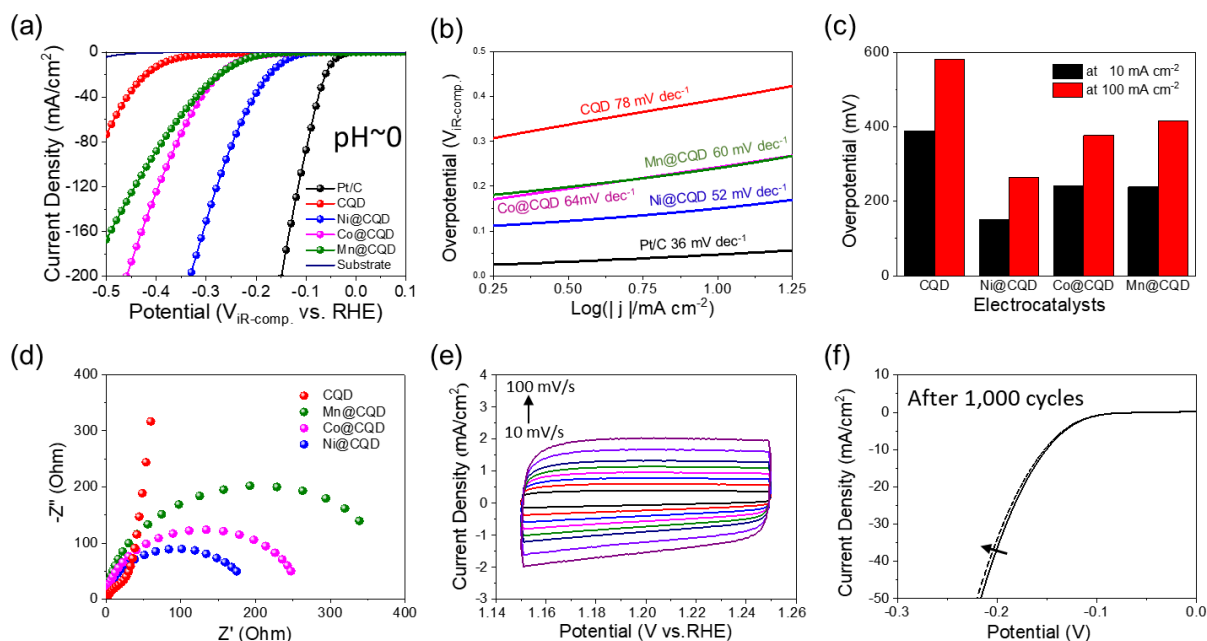 (a)
0
-40
-80
-120
-160
-200
Current Density (mA/cm²)
pH~0
Pt/C
CQD
Ni@CQD
Co@CQD
Mn@CQD
Substrate
-0.5 -0.4 -0.3 -0.2 -0.1 0.0 0.1
Potential (V_iR-comp. vs. RHE)
(b)
0.5
0.4
0.3
0.2
0.1
0.0
Overpotential (V_iR-comp.)
CQD 78 mV dec⁻¹
Mn@CQD 60 mV dec⁻¹
Co@CQD 64mV dec⁻¹
Ni@CQD 52 mV dec⁻¹
Pt/C 36 mV dec⁻¹
0.25 0.50 0.75 1.00 1.25
Log(| j |/mA cm⁻²)
(c)
600
400
200
0
Overpotential (mV)
at 10 mA cm⁻²
at 100 mA cm⁻²
CQD Ni@CQD Co@CQD Mn@CQD
Electrocatalysts
(d)
400
300
200
100
0
-Z" (Ohm)
CQD
Mn@CQD
Co@CQD
Ni@CQD
0 100 200 300 400
Z' (Ohm)
(e)
4
3
2
1
0
-1
-2
-3
Current Density (mA/cm²)
100 mV/s
10 mV/s
1.14 1.16 1.18 1.20 1.22 1.24 1.26
Potential (V vs.RHE)
(f)
10
0
-10
-20
-30
-40
-50
Current Density (mA/cm²)
After 1,000 cycles
-0.3 -0.2 -0.1 0.0
Potential (V)